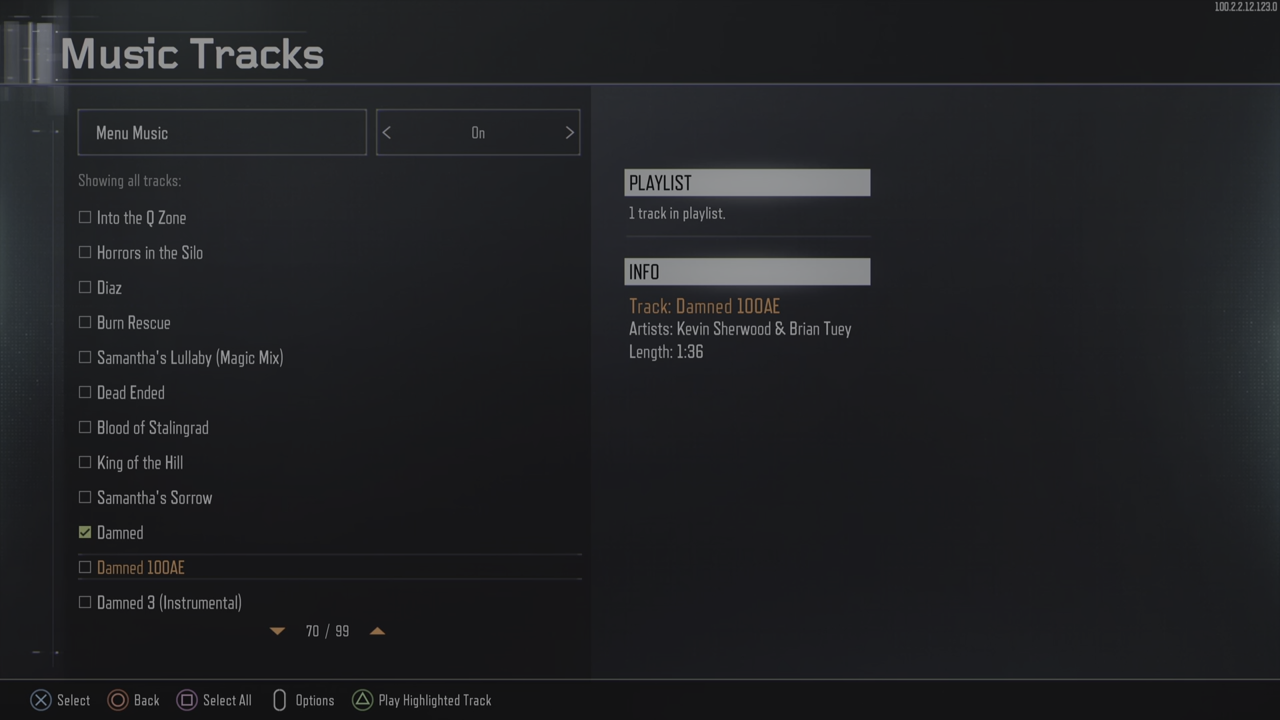 100.2.2.12.123.0
Music Tracks
Menu Music
On
Showing all tracks:
Into the Q Zone
Horrors in the Silo
Diaz
Burn Rescue
Samantha's Lullaby (Magic Mix)
Dead Ended
Blood of Stalingrad
King of the Hill
Samantha's Sorrow
Damned
Damned 100AE
Damned 3 (Instrumental)
70 / 99
PLAYLIST
1 track in playlist.
INFO
Track: Damned 100AE
Artists: Kevin Sherwood & Brian Tuey
Length: 1:36
Select Back Select All Options Play Highlighted Track